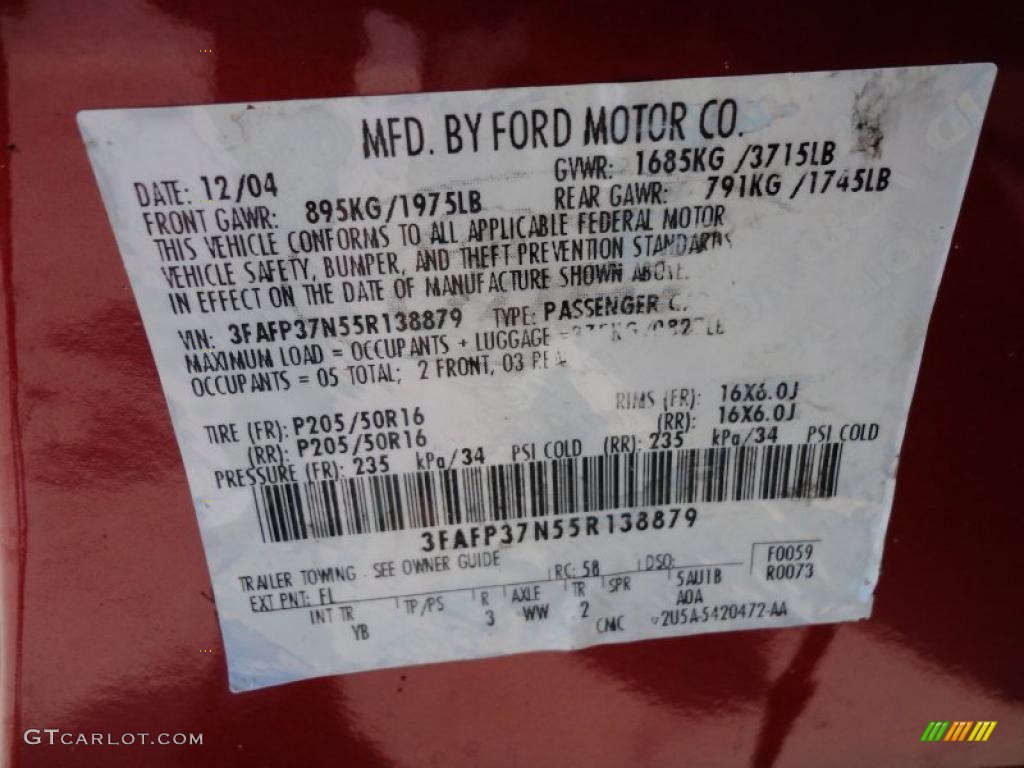 MFD. BY FORD MOTOR CO.
DATE: 12/04 GVWR: 1685KG /3715LB
FRONT GAWR: 895KG/1975LB REAR GAWR: 791KG /1745LB
THIS VEHICLE CONFORMS TO ALL APPLICABLE FEDERAL MOTOR
VEHICLE SAFETY, BUMPER, AND THEFT PREVENTION STANDARDS
IN EFFECT ON THE DATE OF MANUFACTURE SHOWN ABOVE.
VIN: 3FAFP37N55R138879 TYPE: PASSENGER
MAXIMUM LOAD = OCCUPANTS + LUGGAGE =
OCCUPANTS = 05 TOTAL; 2 FRONT, 03 REA
TIRE (FR): P205/50R16 RIMS (FR): 16X6.0J
(RR): P205/50R16 (RR): 16X6.0J
PRESSURE (FR): 235 kPa/34 PSI COLD (RR): 235 kPa/34 PSI COLD
3FAFP37N55R138879
TRAILER TOWING - SEE OWNER GUIDE
EXT PNT: FL RC: 58 DSO: F0059
R0073
INT TR TP/PS R AXLE TR SPR 5AU1B
YB 3 WW 2 A0A
CMC 2U5A-5420472-AA
GTCARLOT.COM